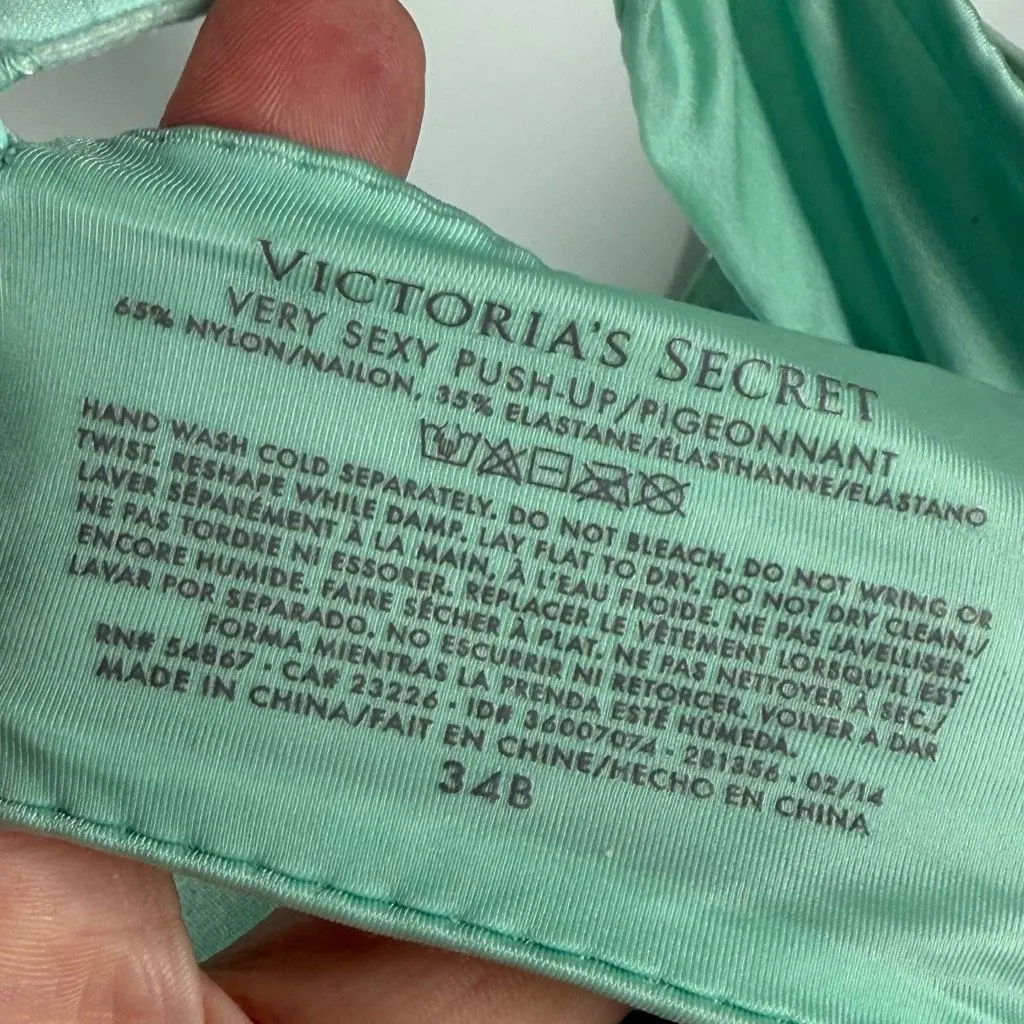 VICTORIA'S SECRET
VERY SEXY PUSH-UP/PIGEONNANT
65% NYLON/NAILON, 35% ELASTANE/ÉLASTHANNE/ELASTANO
HAND WASH COLD SEPARATELY. DO NOT BLEACH. DO NOT WRING OR
TWIST. RESHAPE WHILE DAMP. LAY FLAT TO DRY. DO NOT DRY CLEAN./
LAVER SÉPARÉMENT À LA MAIN, À L'EAU FROIDE. NE PAS JAVELLISER.
NE PAS TORDRE NI ESSORER. REPLACER LE VÊTEMENT LORSQU'IL EST
ENCORE HUMIDE. FAIRE SÉCHER À PLAT. NE PAS NETTOYER À SEC./
LAVAR POR SEPARADO. NO ESCURRIR NI RETORCER. VOLVER A DAR
FORMA MIENTRAS LA PRENDA ESTÉ HÚMEDA.
RN# 54867 · CA# 23226 · ID# 36007074 - 281356 · 02/14
MADE IN CHINA/FAIT EN CHINE/HECHO EN CHINA
34B